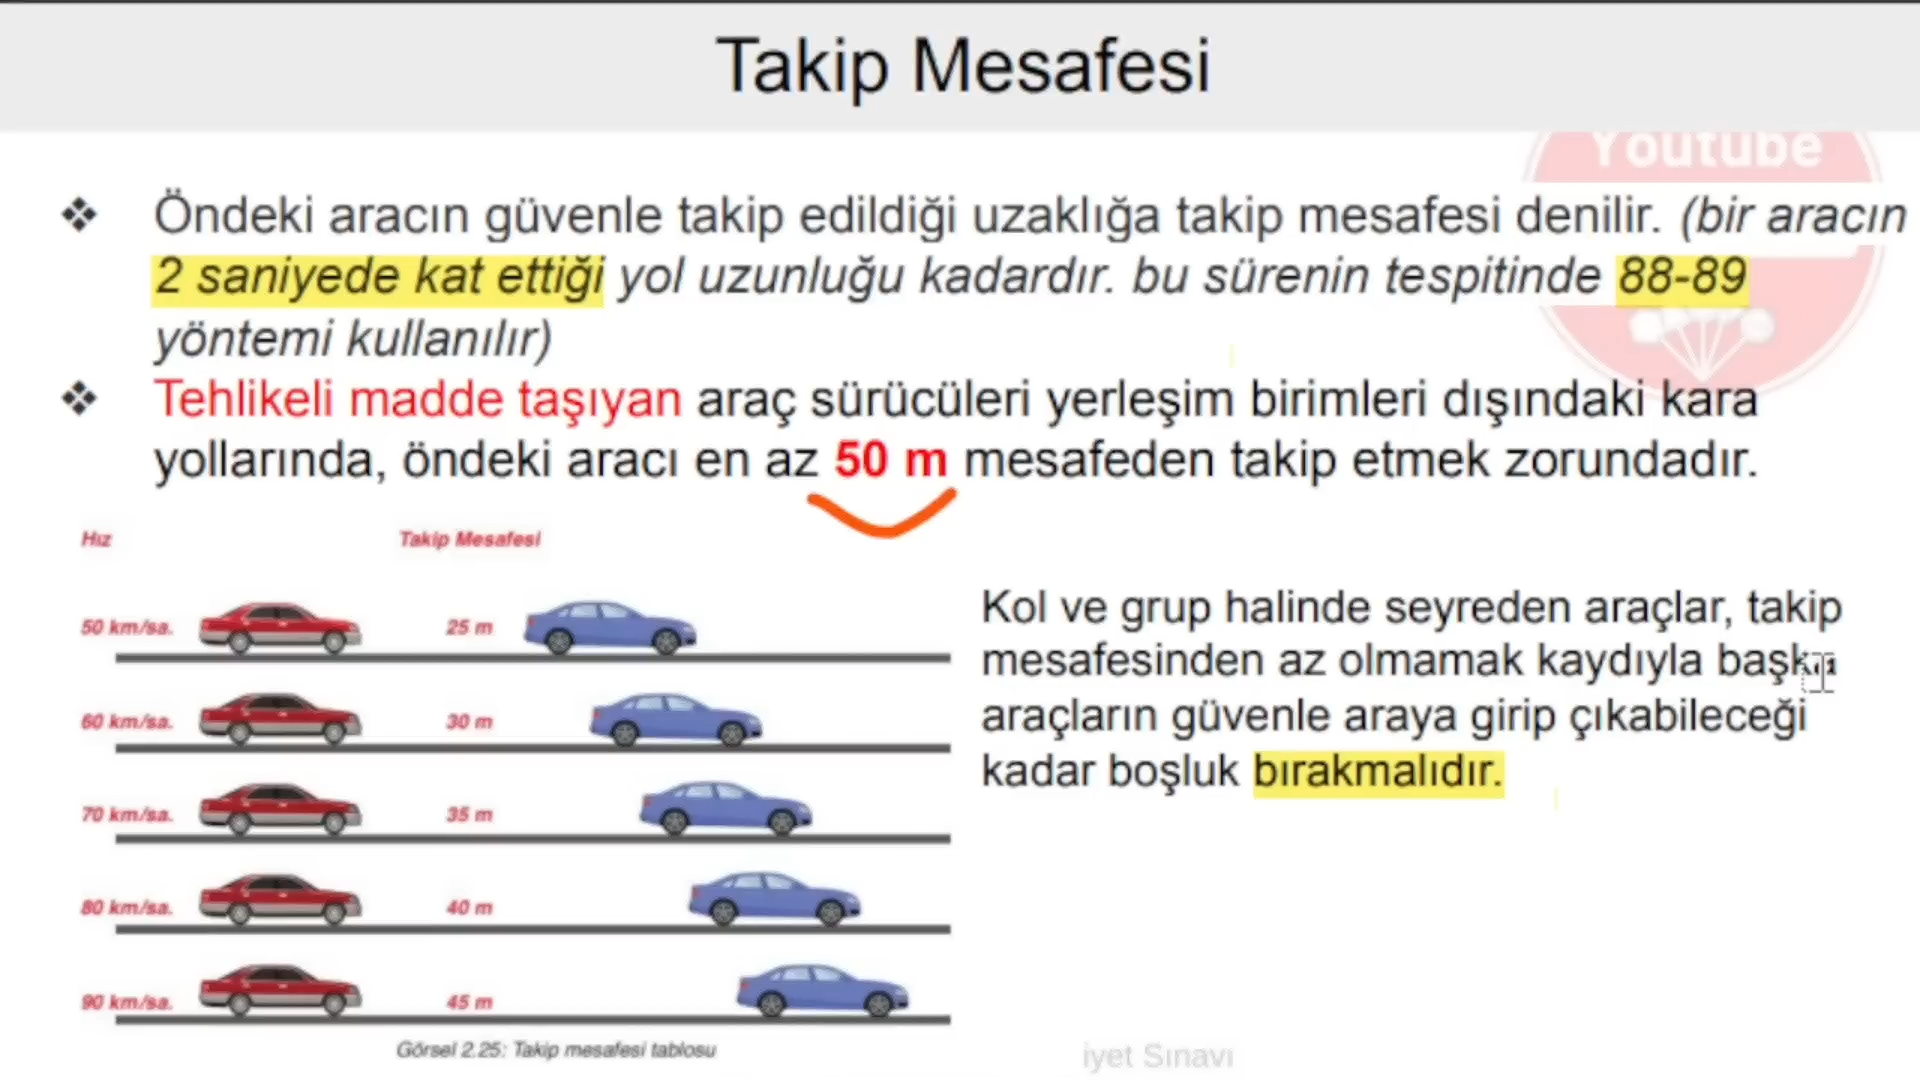 Takip Mesafesi
Youtube
❖ Öndeki aracın güvenle takip edildiği uzaklığa takip mesafesi denilir. (bir aracın
2 saniyede kat ettiği yol uzunluğu kadardır. bu sürenin tespitinde 88-89
yöntemi kullanılır)
❖ Tehlikeli madde taşıyan araç sürücüleri yerleşim birimleri dışındaki kara
yollarında, öndeki aracı en az 50 m mesafeden takip etmek zorundadır.
Hız Takip Mesafesi
50 km/sa. 25 m
60 km/sa. 30 m
70 km/sa. 35 m
80 km/sa. 40 m
90 km/sa. 45 m
Görsel 2.25: Takip mesafesi tablosu
Kol ve grup halinde seyreden araçlar, takip
mesafesinden az olmamak kaydıyla başka
araçların güvenle araya girip çıkabileceği
kadar boşluk bırakmalıdır.
iyet Sınavı